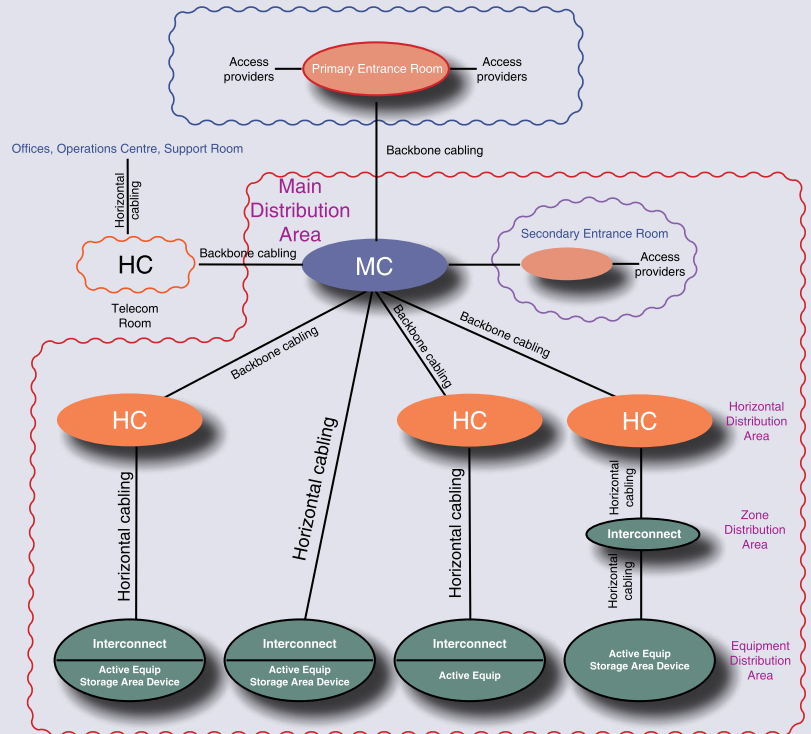 Access
providers
Primary Entrance Room
Access
providers
Backbone cabling
Offices, Operations Centre, Support Room
Horizontal
cabling
Main
Distribution
Area
HC
Backbone cabling
MC
Secondary Entrance Room
Access
providers
Telecom
Room
Backbone cabling
Backbone cabling
Backbone cabling
HC
HC
HC
Horizontal
Distribution
Area
Horizontal cabling
Horizontal cabling
Horizontal cabling
Horizontal
cabling
Interconnect
Zone
Distribution
Area
Horizontal
cabling
Interconnect
Active Equip
Storage Area Device
Interconnect
Active Equip
Storage Area Device
Interconnect
Active Equip
Active Equip
Storage Area Device
Equipment
Distribution
Area